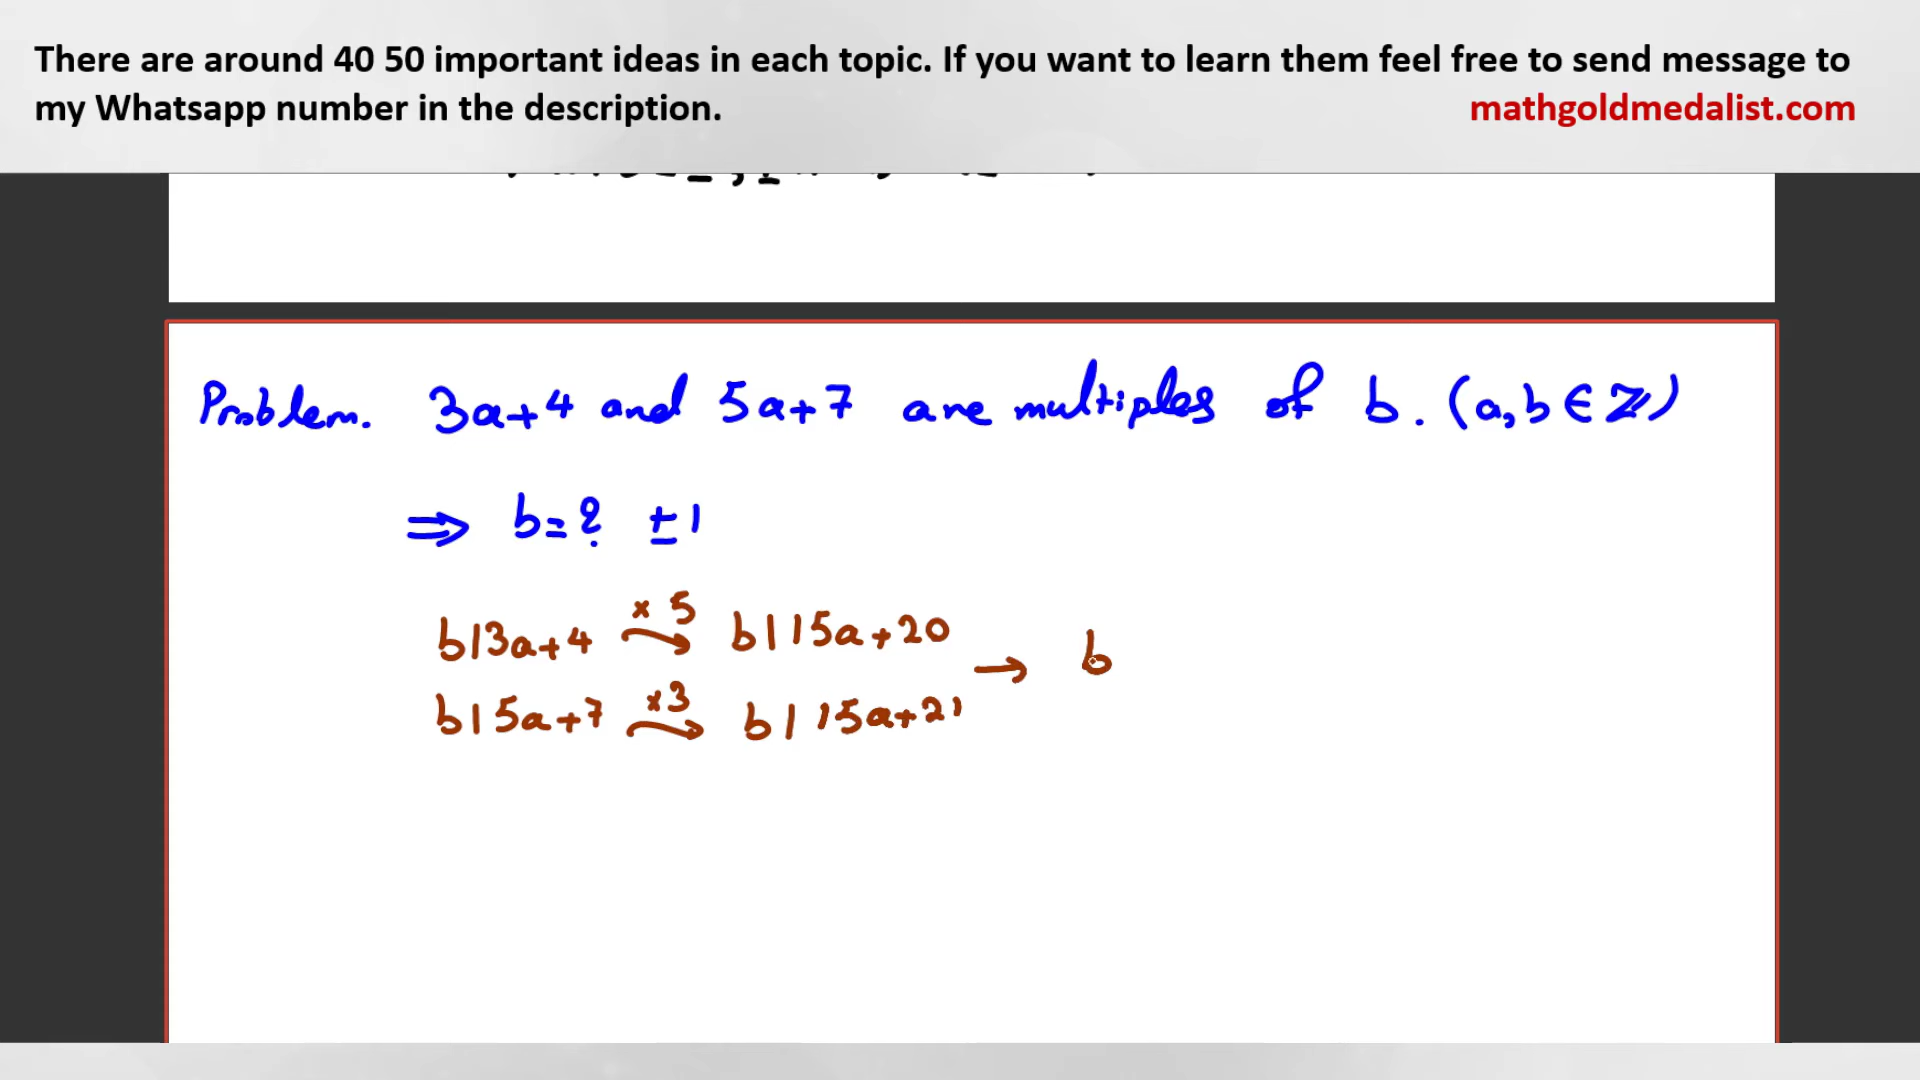 There are around 40 50 important ideas in each topic. If you want to learn them feel free to send message to
my Whatsapp number in the description. mathgoldmedalist.com
Problem. 3a+4 and 5a+7 are multiples of b. (a,b ∈ ℤ)
⇒ b=? ±1
b|3a+4 ×5 → b|15a+20
→ b
b|5a+7 ×3 → b|15a+21